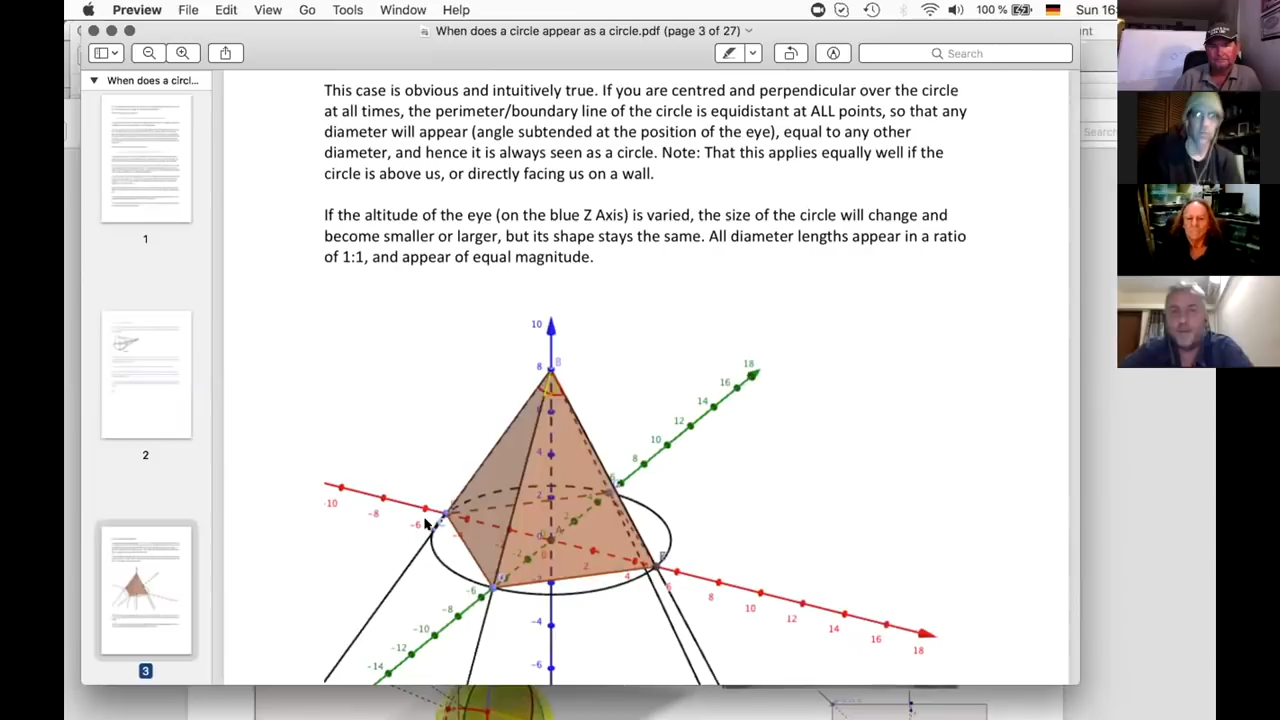 Preview File Edit View Go Tools Window Help 100 % Sun 16:
When does a circle appear as a circle.pdf (page 3 of 27)
Search
When does a circl...
1
2
3
This case is obvious and intuitively true. If you are centred and perpendicular over the circle
at all times, the perimeter/boundary line of the circle is equidistant at ALL points, so that any
diameter will appear (angle subtended at the position of the eye), equal to any other
diameter, and hence it is always seen as a circle. Note: That this applies equally well if the
circle is above us, or directly facing us on a wall.
If the altitude of the eye (on the blue Z Axis) is varied, the size of the circle will change and
become smaller or larger, but its shape stays the same. All diameter lengths appear in a ratio
of 1:1, and appear of equal magnitude.
10
8
4
2
0
-4
-6
18
16
14
12
10
8
-6
-8
-10
-12
-14
-10
-8
-6
2
4
6
8
10
12
14
16
18
Search